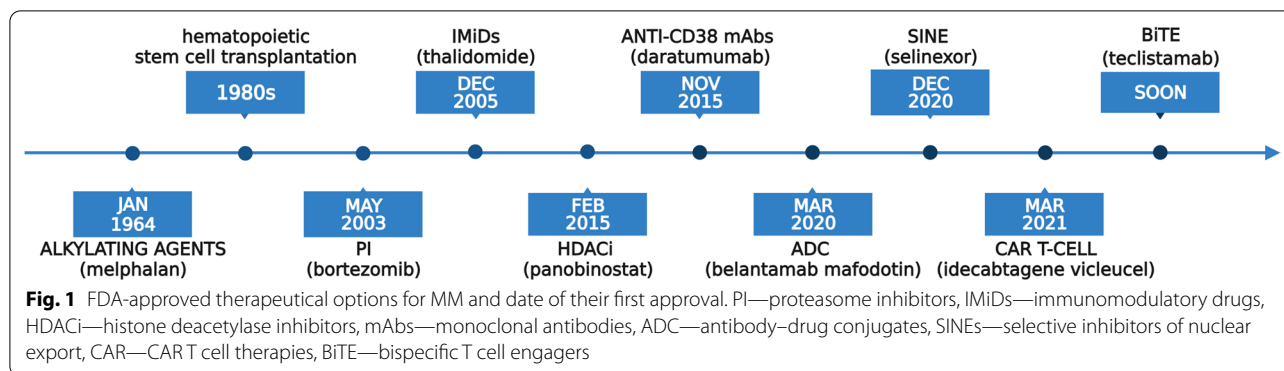 hematopoietic
stem cell transplantation
1980s
IMiDs
(thalidomide)
DEC
2005
ANTI-CD38 mAbs
(daratumumab)
NOV
2015
SINE
(selinexor)
DEC
2020
BiTE
(teclistamab)
SOON
JAN
1964
ALKYLATING AGENTS
(melphalan)
MAY
2003
PI
(bortezomib)
FEB
2015
HDACi
(panobinostat)
MAR
2020
ADC
(belantamab mafodotin)
MAR
2021
CAR T-CELL
(idecabtagene vicleucel)
Fig. 1 FDA-approved therapeutical options for MM and date of their first approval. PI—proteasome inhibitors, IMiDs—immunomodulatory drugs,
HDACi—histone deacetylase inhibitors, mAbs—monoclonal antibodies, ADC—antibody–drug conjugates, SINEs—selective inhibitors of nuclear
export, CAR—CAR T cell therapies, BiTE—bispecific T cell engagers